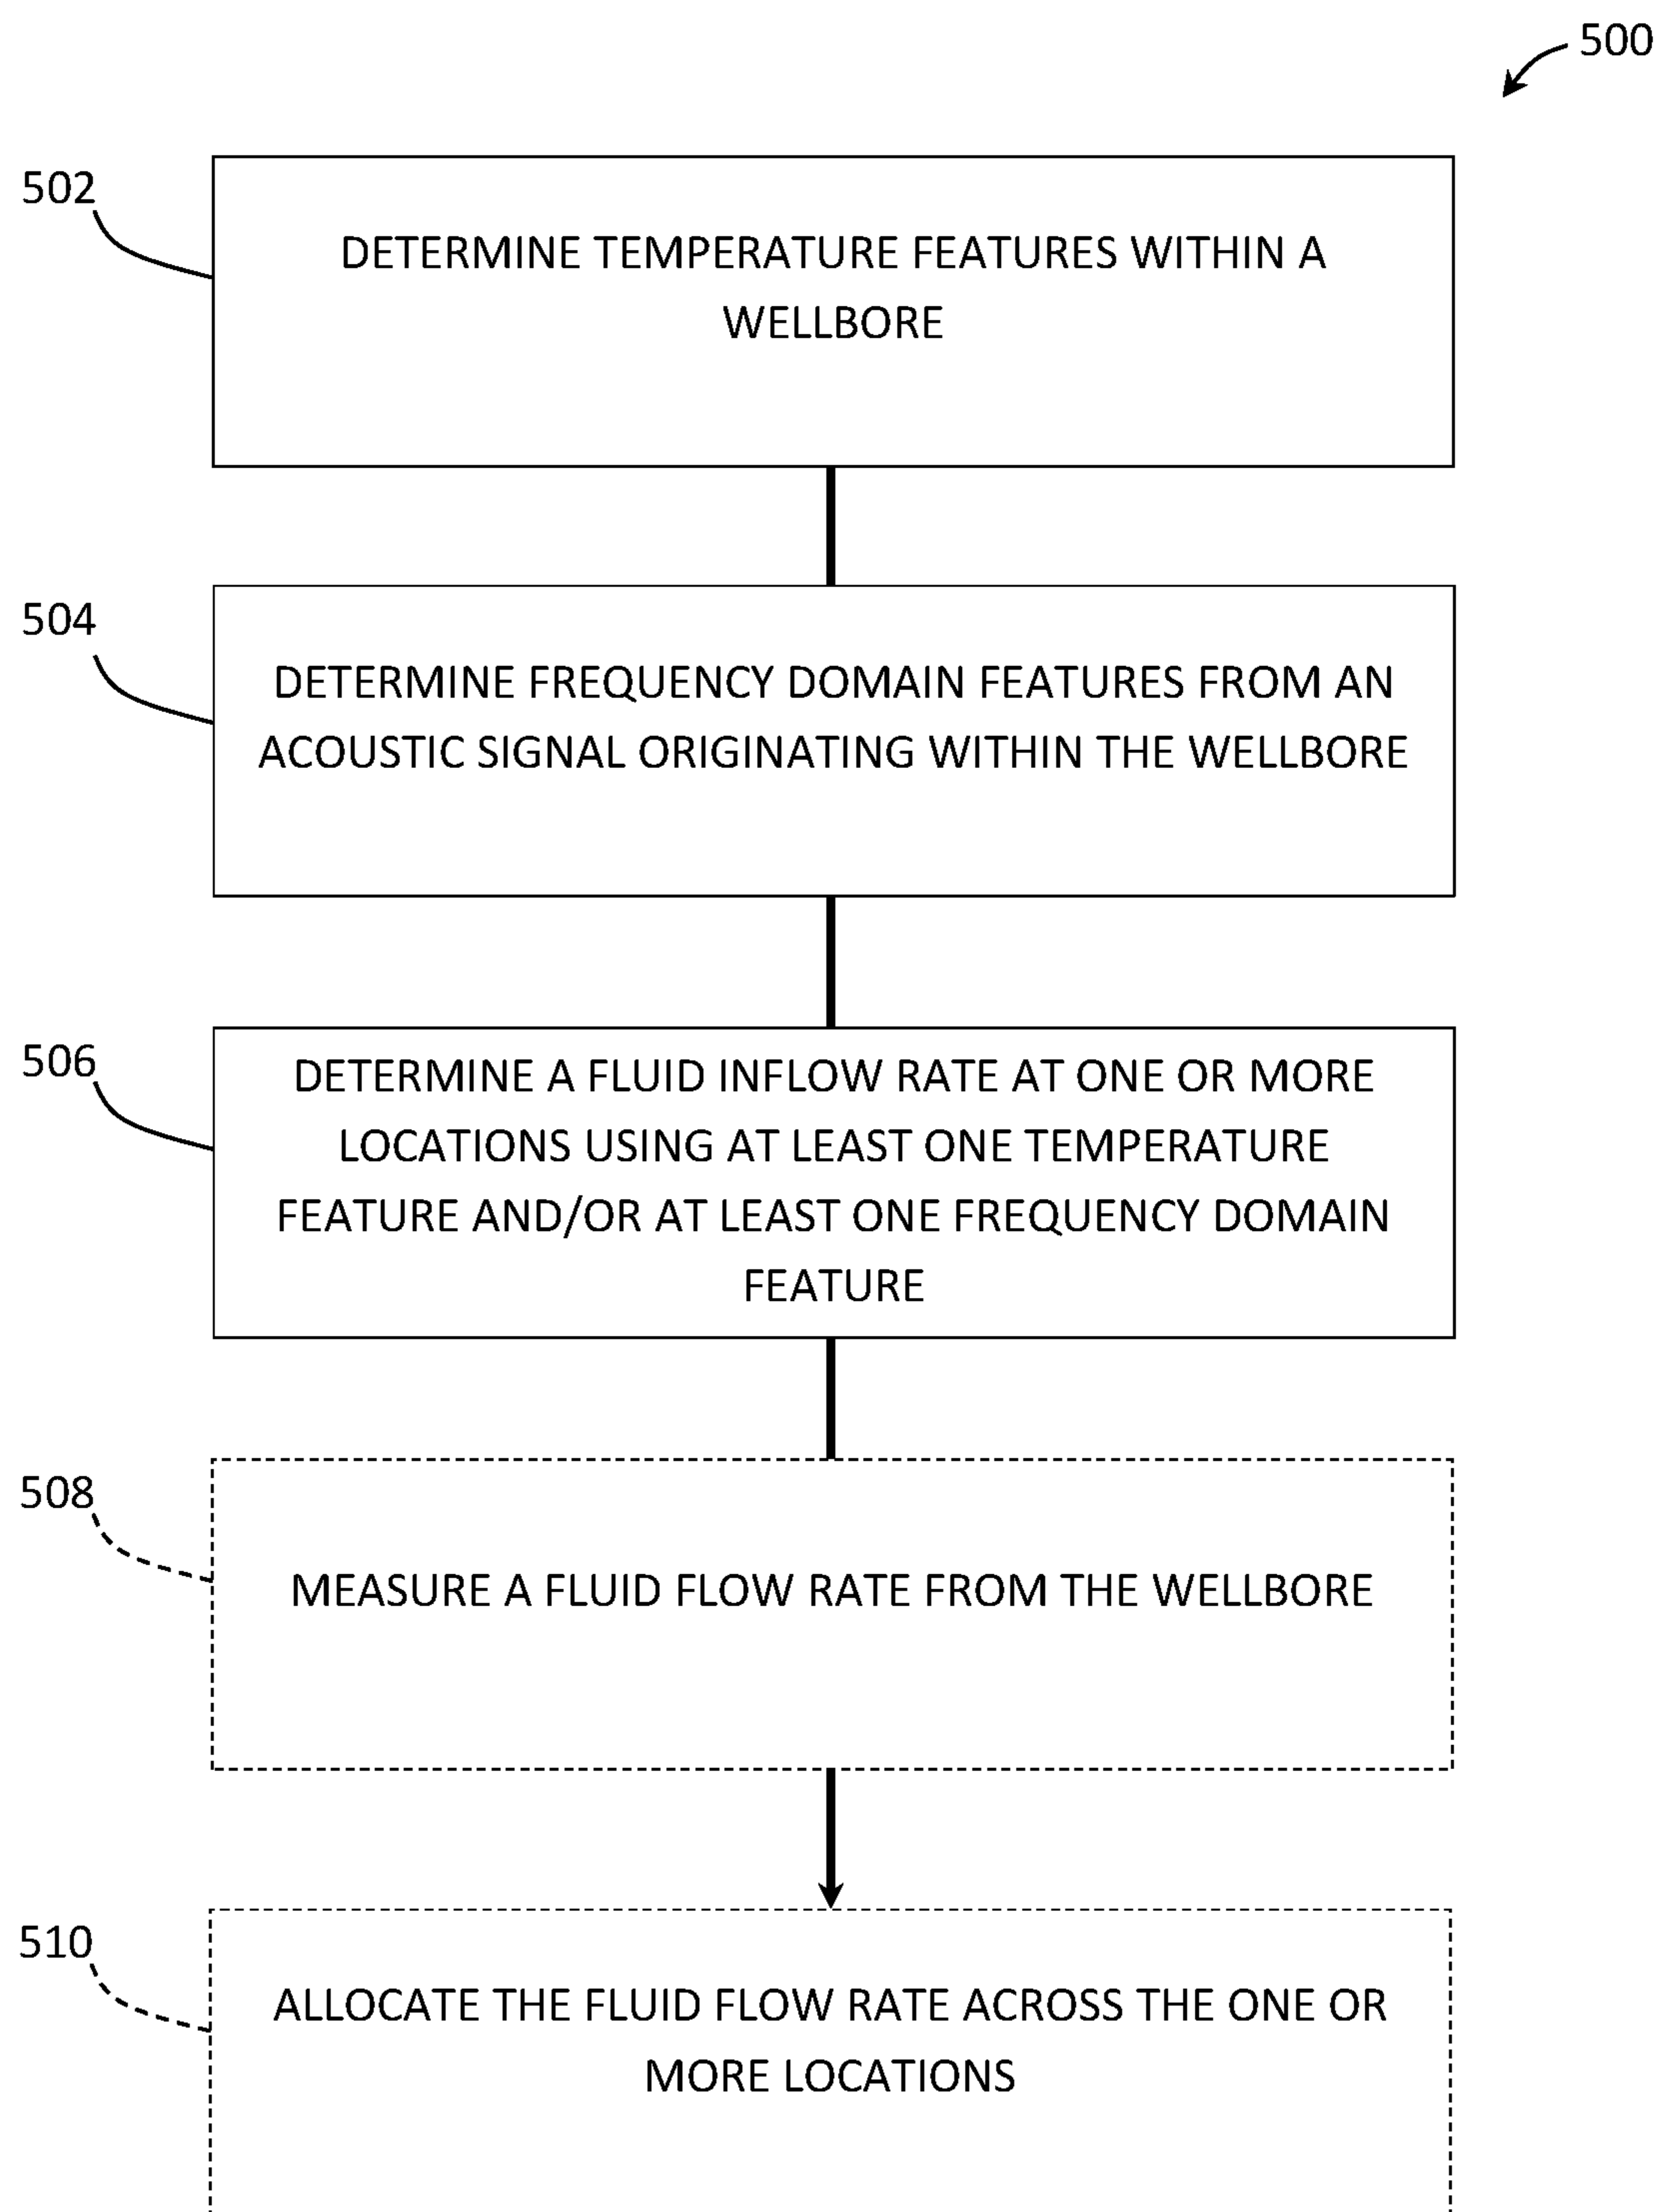 500
502
DETERMINE TEMPERATURE FEATURES WITHIN A
WELLBORE
504
DETERMINE FREQUENCY DOMAIN FEATURES FROM AN
ACOUSTIC SIGNAL ORIGINATING WITHIN THE WELLBORE
506
DETERMINE A FLUID INFLOW RATE AT ONE OR MORE
LOCATIONS USING AT LEAST ONE TEMPERATURE
FEATURE AND/OR AT LEAST ONE FREQUENCY DOMAIN
FEATURE
508
MEASURE A FLUID FLOW RATE FROM THE WELLBORE
510
ALLOCATE THE FLUID FLOW RATE ACROSS THE ONE OR
MORE LOCATIONS